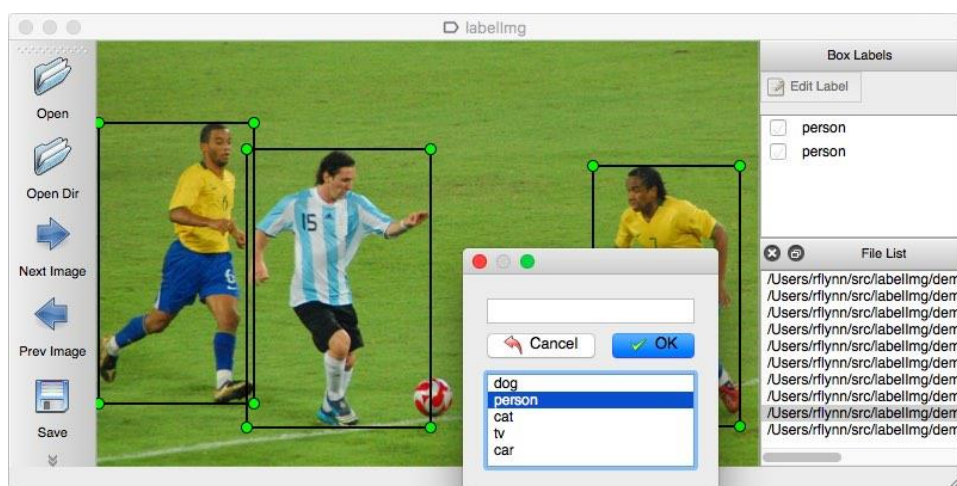 labelImg
Open
Open Dir
Next Image
Prev Image
Save
15
6
7
Cancel
OK
dog
person
cat
tv
car
Box Labels
Edit Label
person
person
File List
/Users/rflynn/src/labelImg/dem
/Users/rflynn/src/labelImg/dem
/Users/rflynn/src/labelImg/dem
/Users/rflynn/src/labelImg/dem
/Users/rflynn/src/labelImg/dem
/Users/rflynn/src/labelImg/dem
/Users/rflynn/src/labelImg/dem
/Users/rflynn/src/labelImg/dem
/Users/rflynn/src/labelImg/dem
/Users/rflynn/src/labelImg/dem